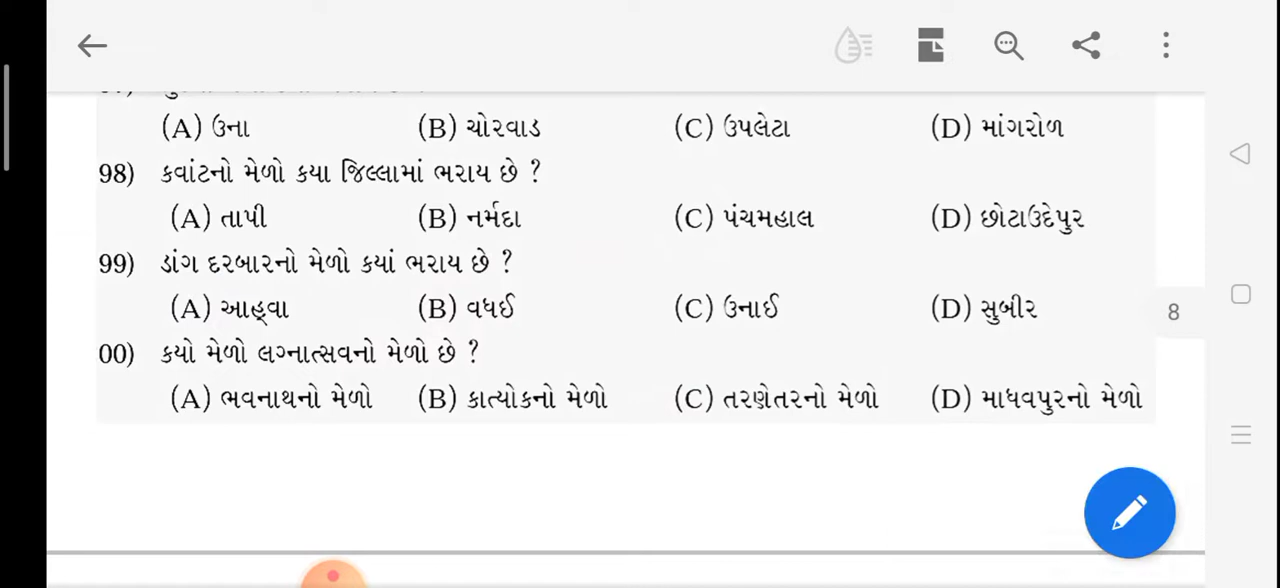 (A) ઉના (B) ચોરવાડ (C) ઉપલેટા (D) માંગરોળ
98) કવાંટનો મેળો કયા જિલ્લામાં ભરાય છે ?
(A) તાપી (B) નર્મદા (C) પંચમહાલ (D) છોટાઉદેપુર
99) ડાંગ દરબારનો મેળો કયાં ભરાય છે ?
(A) આહ્વા (B) વધઈ (C) ઉનાઈ (D) સુબીર
8
00) કયો મેળો લગ્નાત્સવનો મેળો છે ?
(A) ભવનાથનો મેળો (B) કાત્યોકનો મેળો (C) તરણેતરનો મેળો (D) માધવપુરનો મેળો